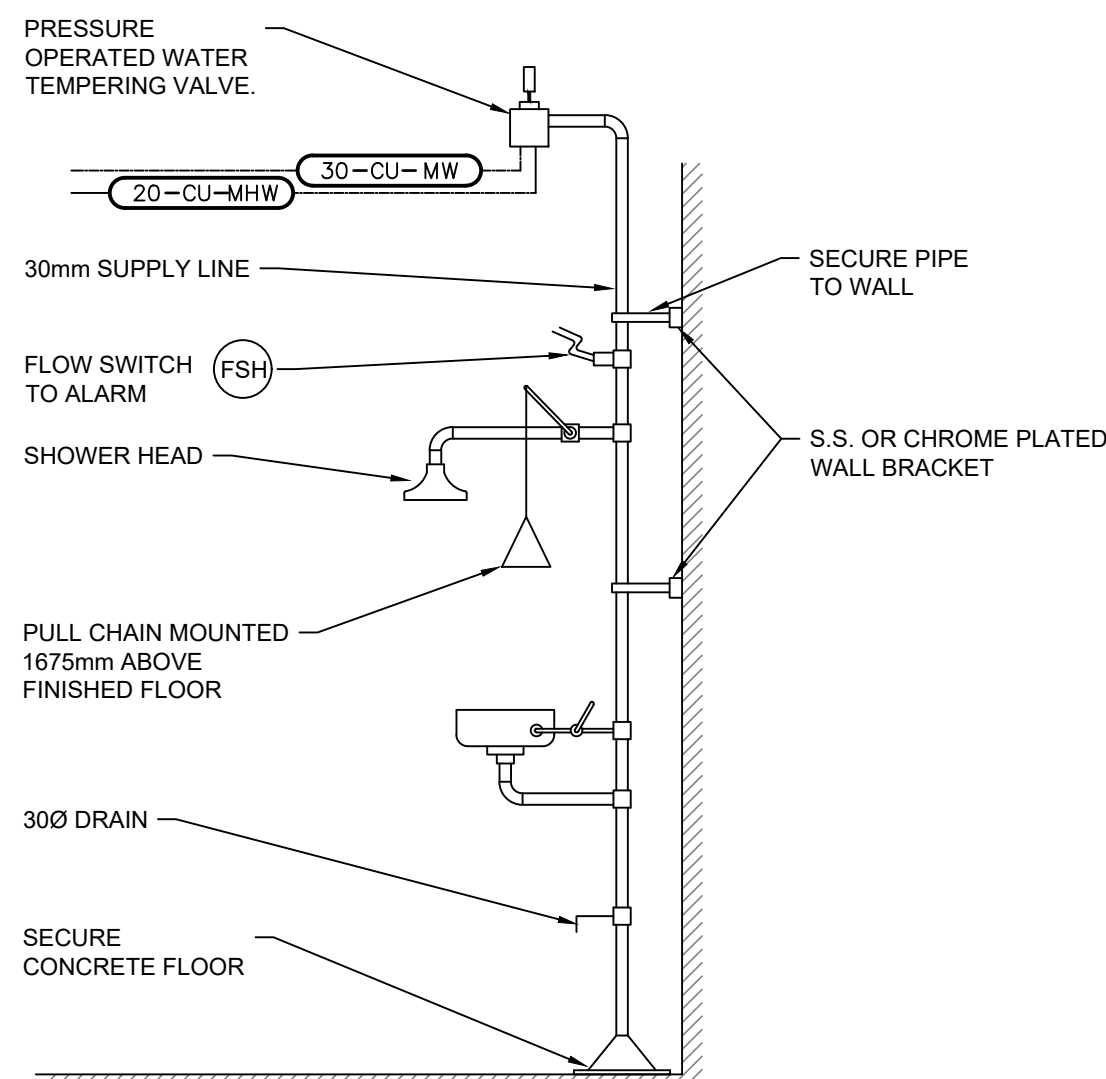 PRESSURE
OPERATED WATER
TEMPERING VALVE.
30-CU-MW
20-CU-MHW
30mm SUPPLY LINE
SECURE PIPE
TO WALL
FLOW SWITCH
TO ALARM
FSH
SHOWER HEAD
S.S. OR CHROME PLATED
WALL BRACKET
PULL CHAIN MOUNTED
1675mm ABOVE
FINISHED FLOOR
30Ø DRAIN
SECURE
CONCRETE FLOOR